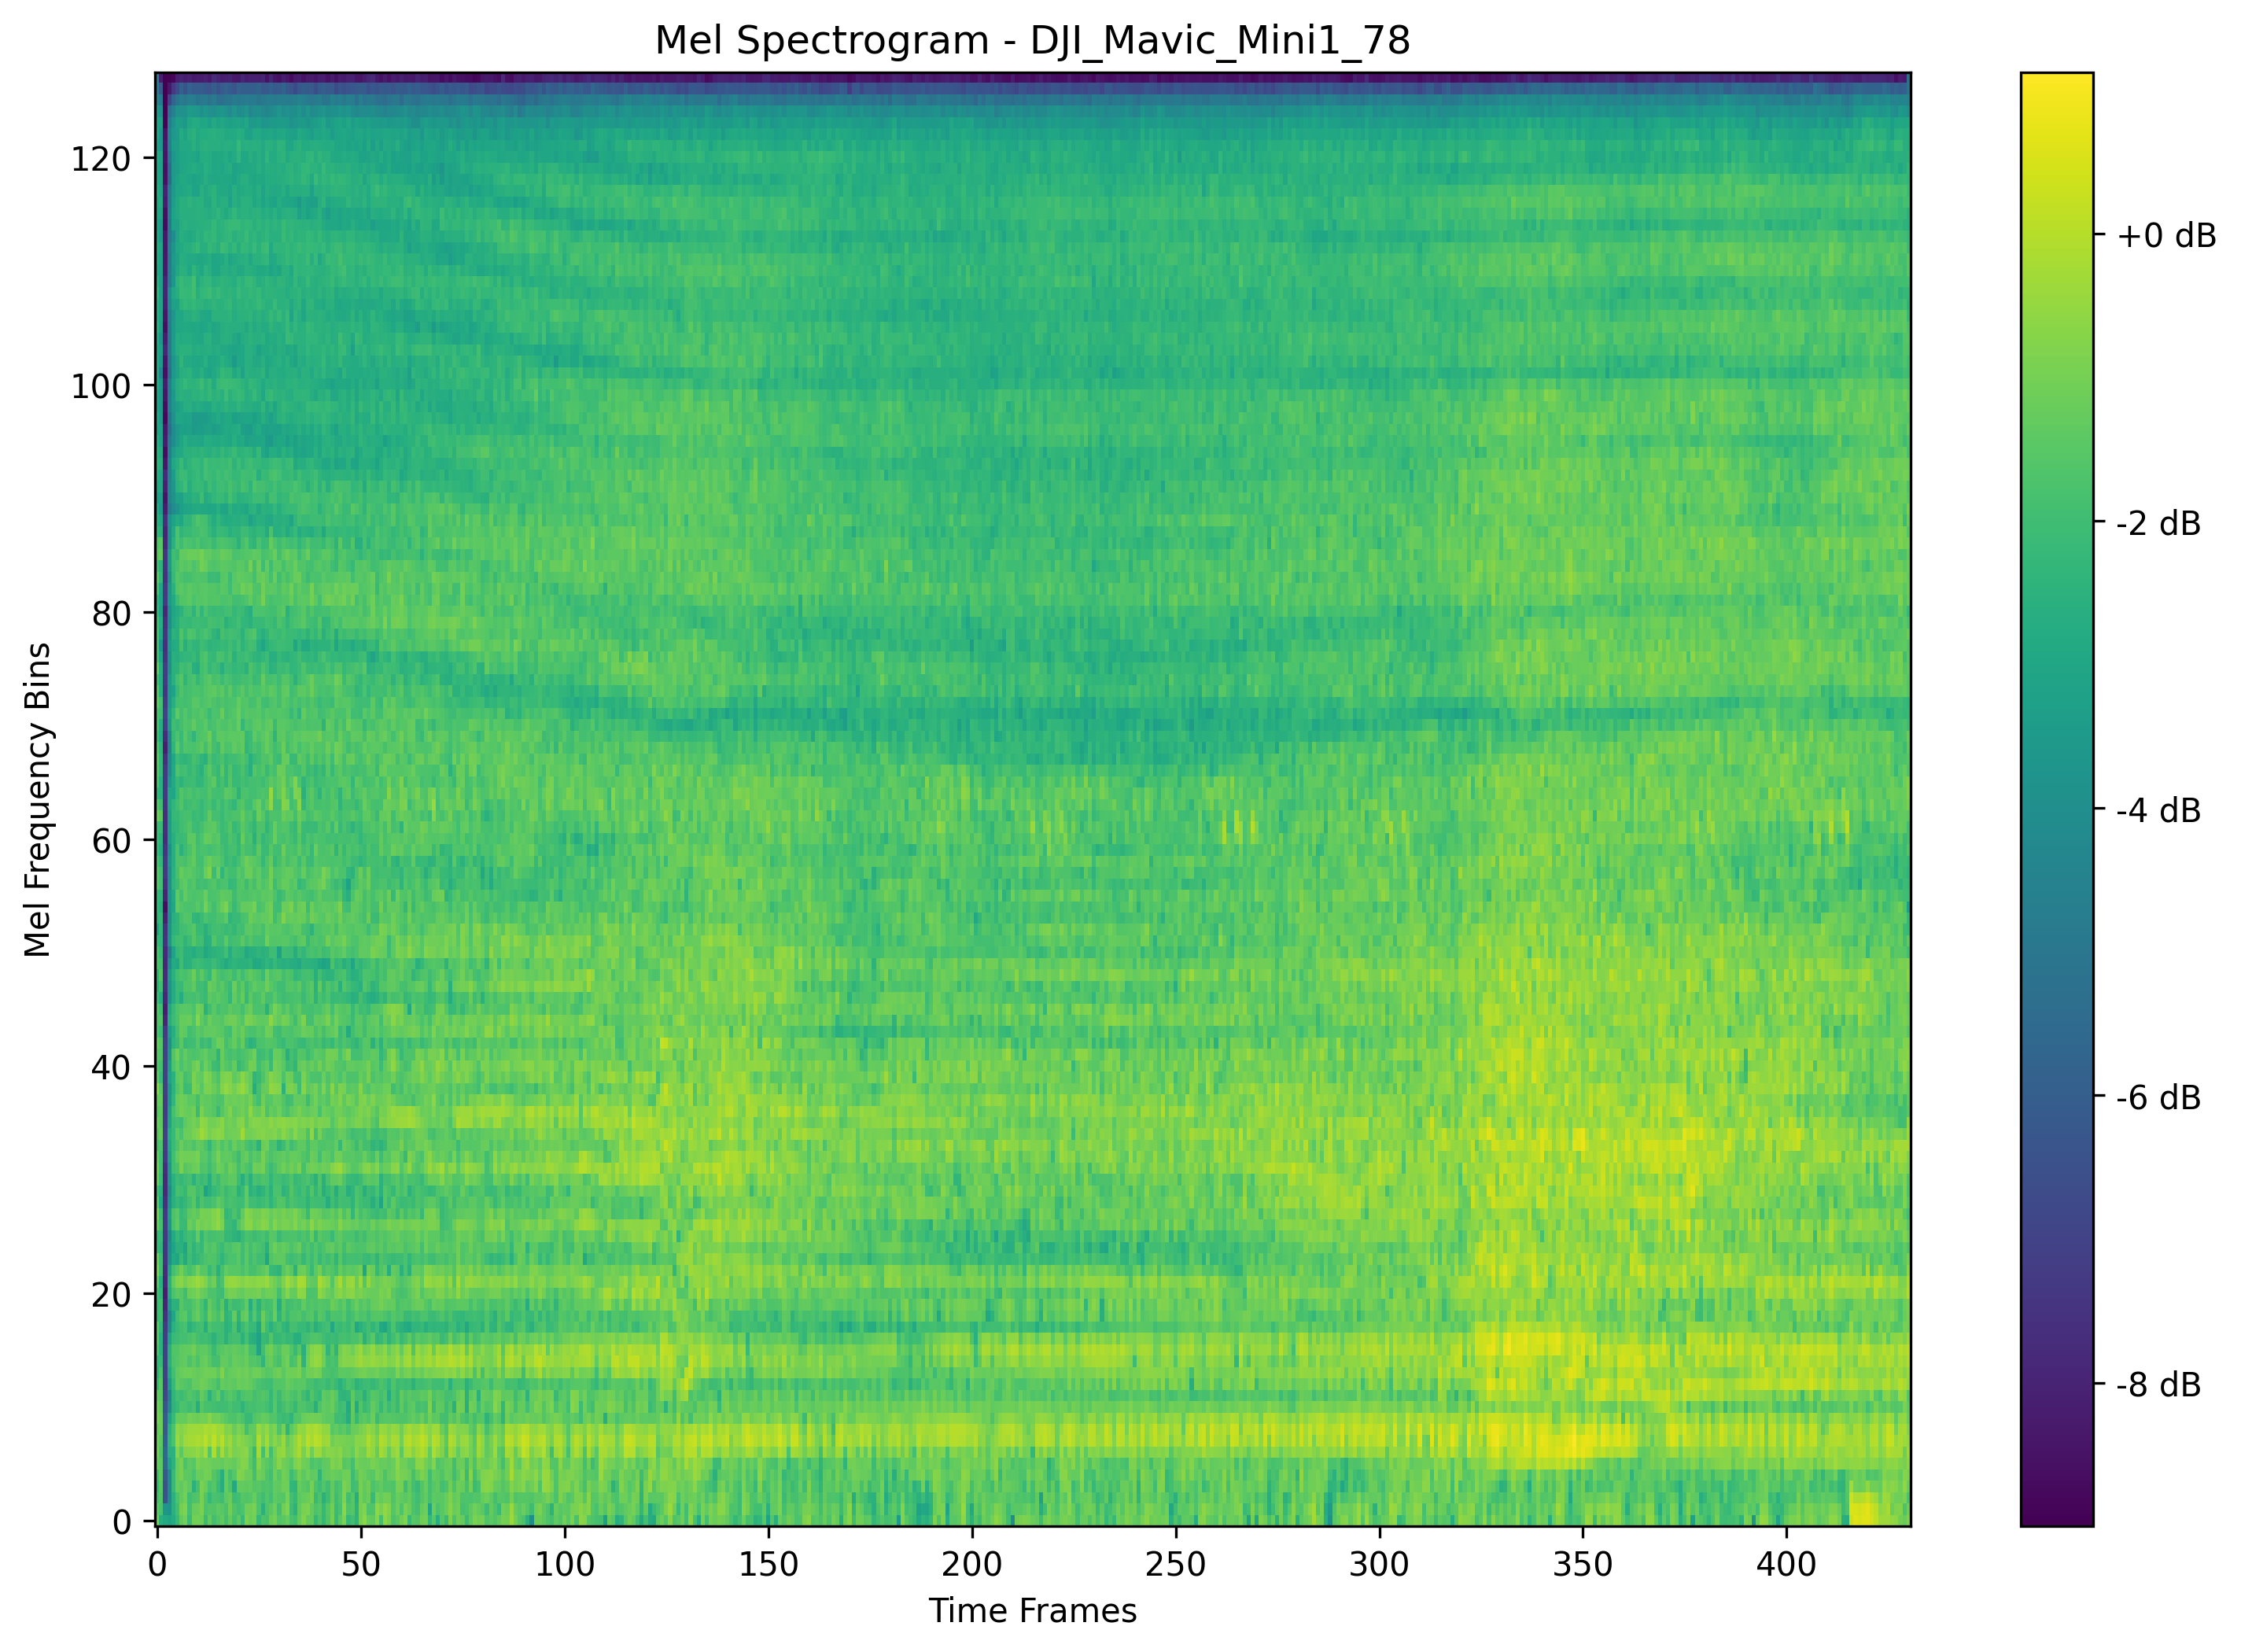 Mel Spectrogram - DJI_Mavic_Mini1_78
Mel Frequency Bins
120
100
80
60
40
20
0
0 50 100 150 200 250 300 350 400
Time Frames
+0 dB
-2 dB
-4 dB
-6 dB
-8 dB